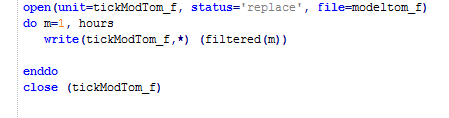 open(unit=tickModTom_f, status='replace', file=modeltom_f)
do m=1, hours
write(tickModTom_f,*) (filtered(m))
enddo
close (tickModTom_f)